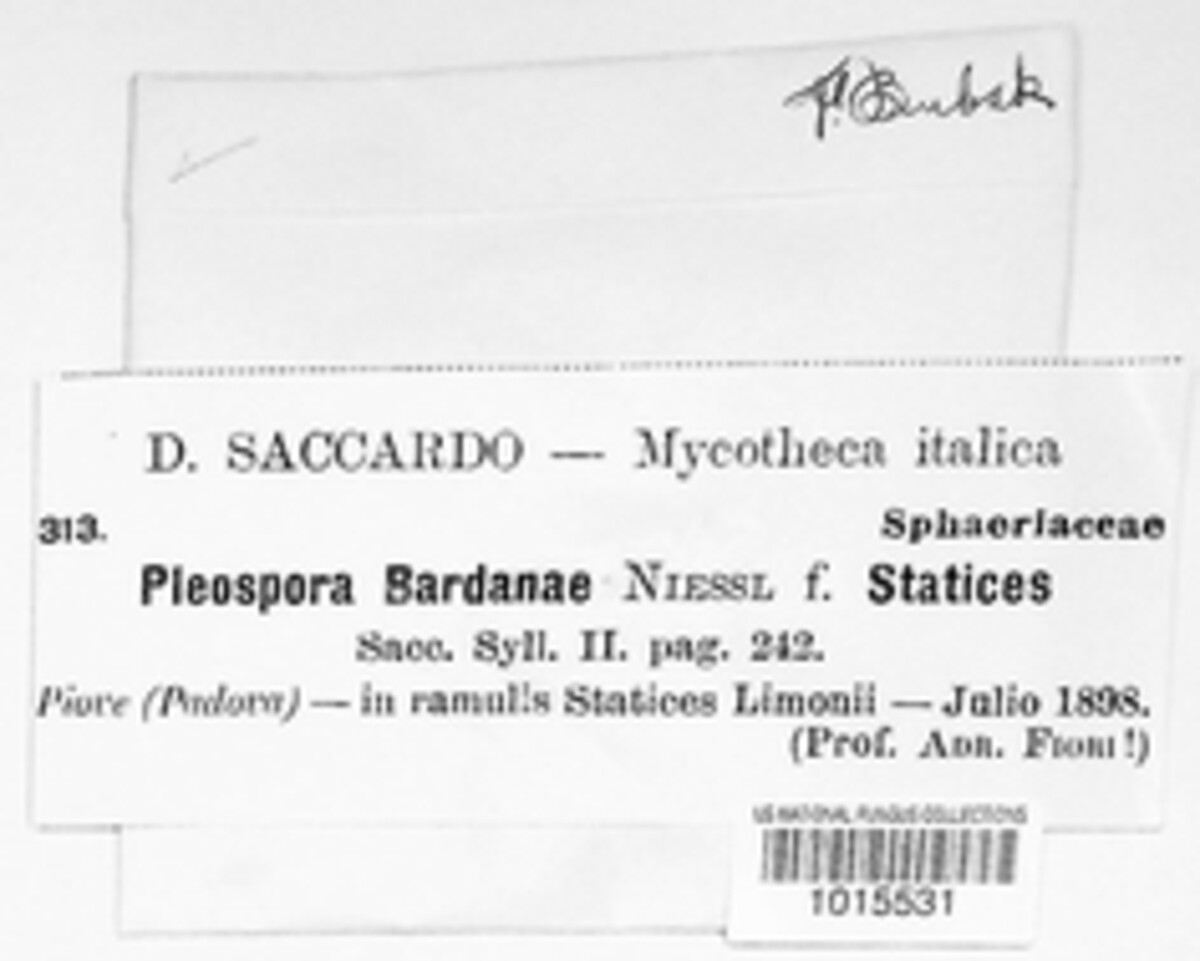 D. SACCARDO — Mycotheca italica
313.
Sphaeriaceae
Pleospora Bardanae NIESSL f. Statices
Sacc. Syll. II. pag. 242.
Piove (Padova) — in ramulis Statices Limonii — Julio 1898.
(Prof. ADR. FIORI!)
US NATIONAL FUNGUS COLLECTIONS
1015531